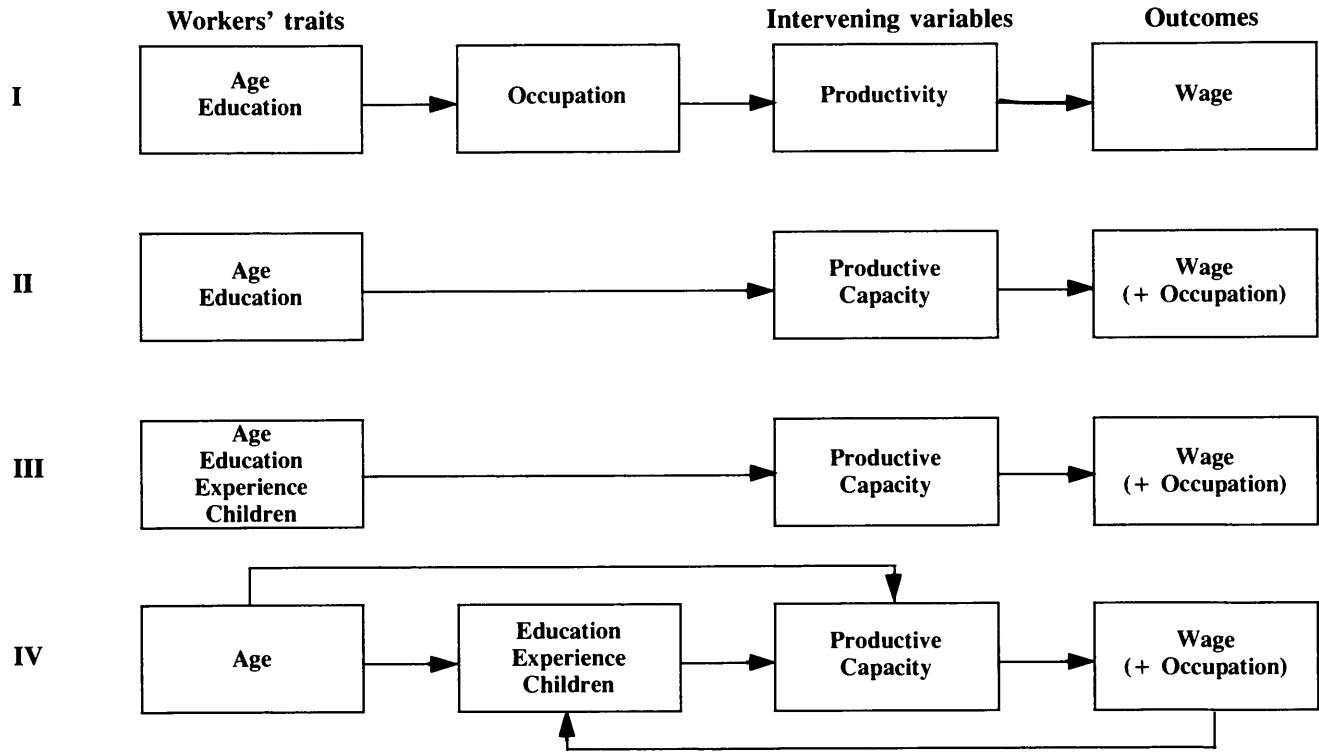 Workers' traits
Intervening variables
Outcomes
I
Age
Education
Occupation
Productivity
Wage
II
Age
Education
Productive
Capacity
Wage
(+ Occupation)
III
Age
Education
Experience
Children
Productive
Capacity
Wage
(+ Occupation)
IV
Age
Education
Experience
Children
Productive
Capacity
Wage
(+ Occupation)